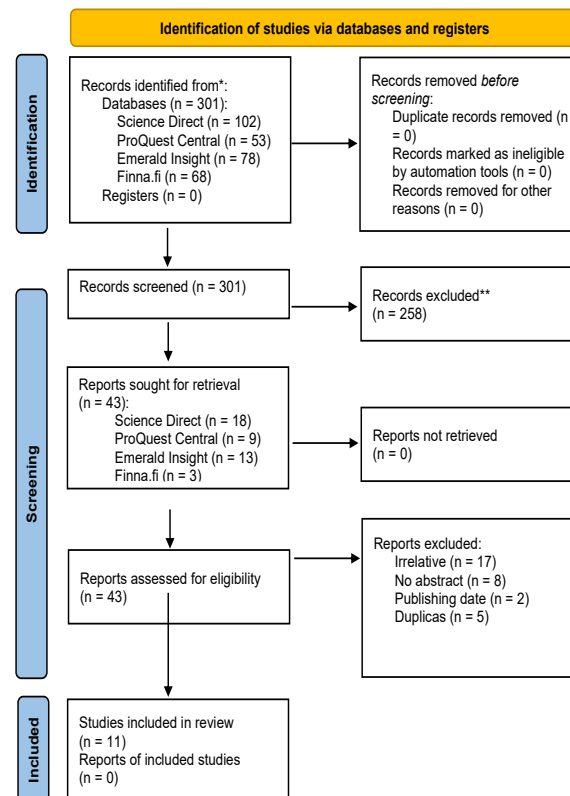 Identification of studies via databases and registers
Identification
Records identified from*:
Databases (n = 301):
Science Direct (n = 102)
ProQuest Central (n = 53)
Emerald Insight (n = 78)
Finna.fi (n = 68)
Registers (n = 0)
Records removed before
screening:
Duplicate records removed (n
= 0)
Records marked as ineligible
by automation tools (n = 0)
Records removed for other
reasons (n = 0)
Screening
Records screened (n = 301)
Records excluded**
(n = 258)
Reports sought for retrieval
(n = 43):
Science Direct (n = 18)
ProQuest Central (n = 9)
Emerald Insight (n = 13)
Finna.fi (n = 3)
Reports not retrieved
(n = 0)
Reports assessed for eligibility
(n = 43)
Reports excluded:
Irrelative (n = 17)
No abstract (n = 8)
Publishing date (n = 2)
Duplicas (n = 5)
Included
Studies included in review
(n = 11)
Reports of included studies
(n = 0)